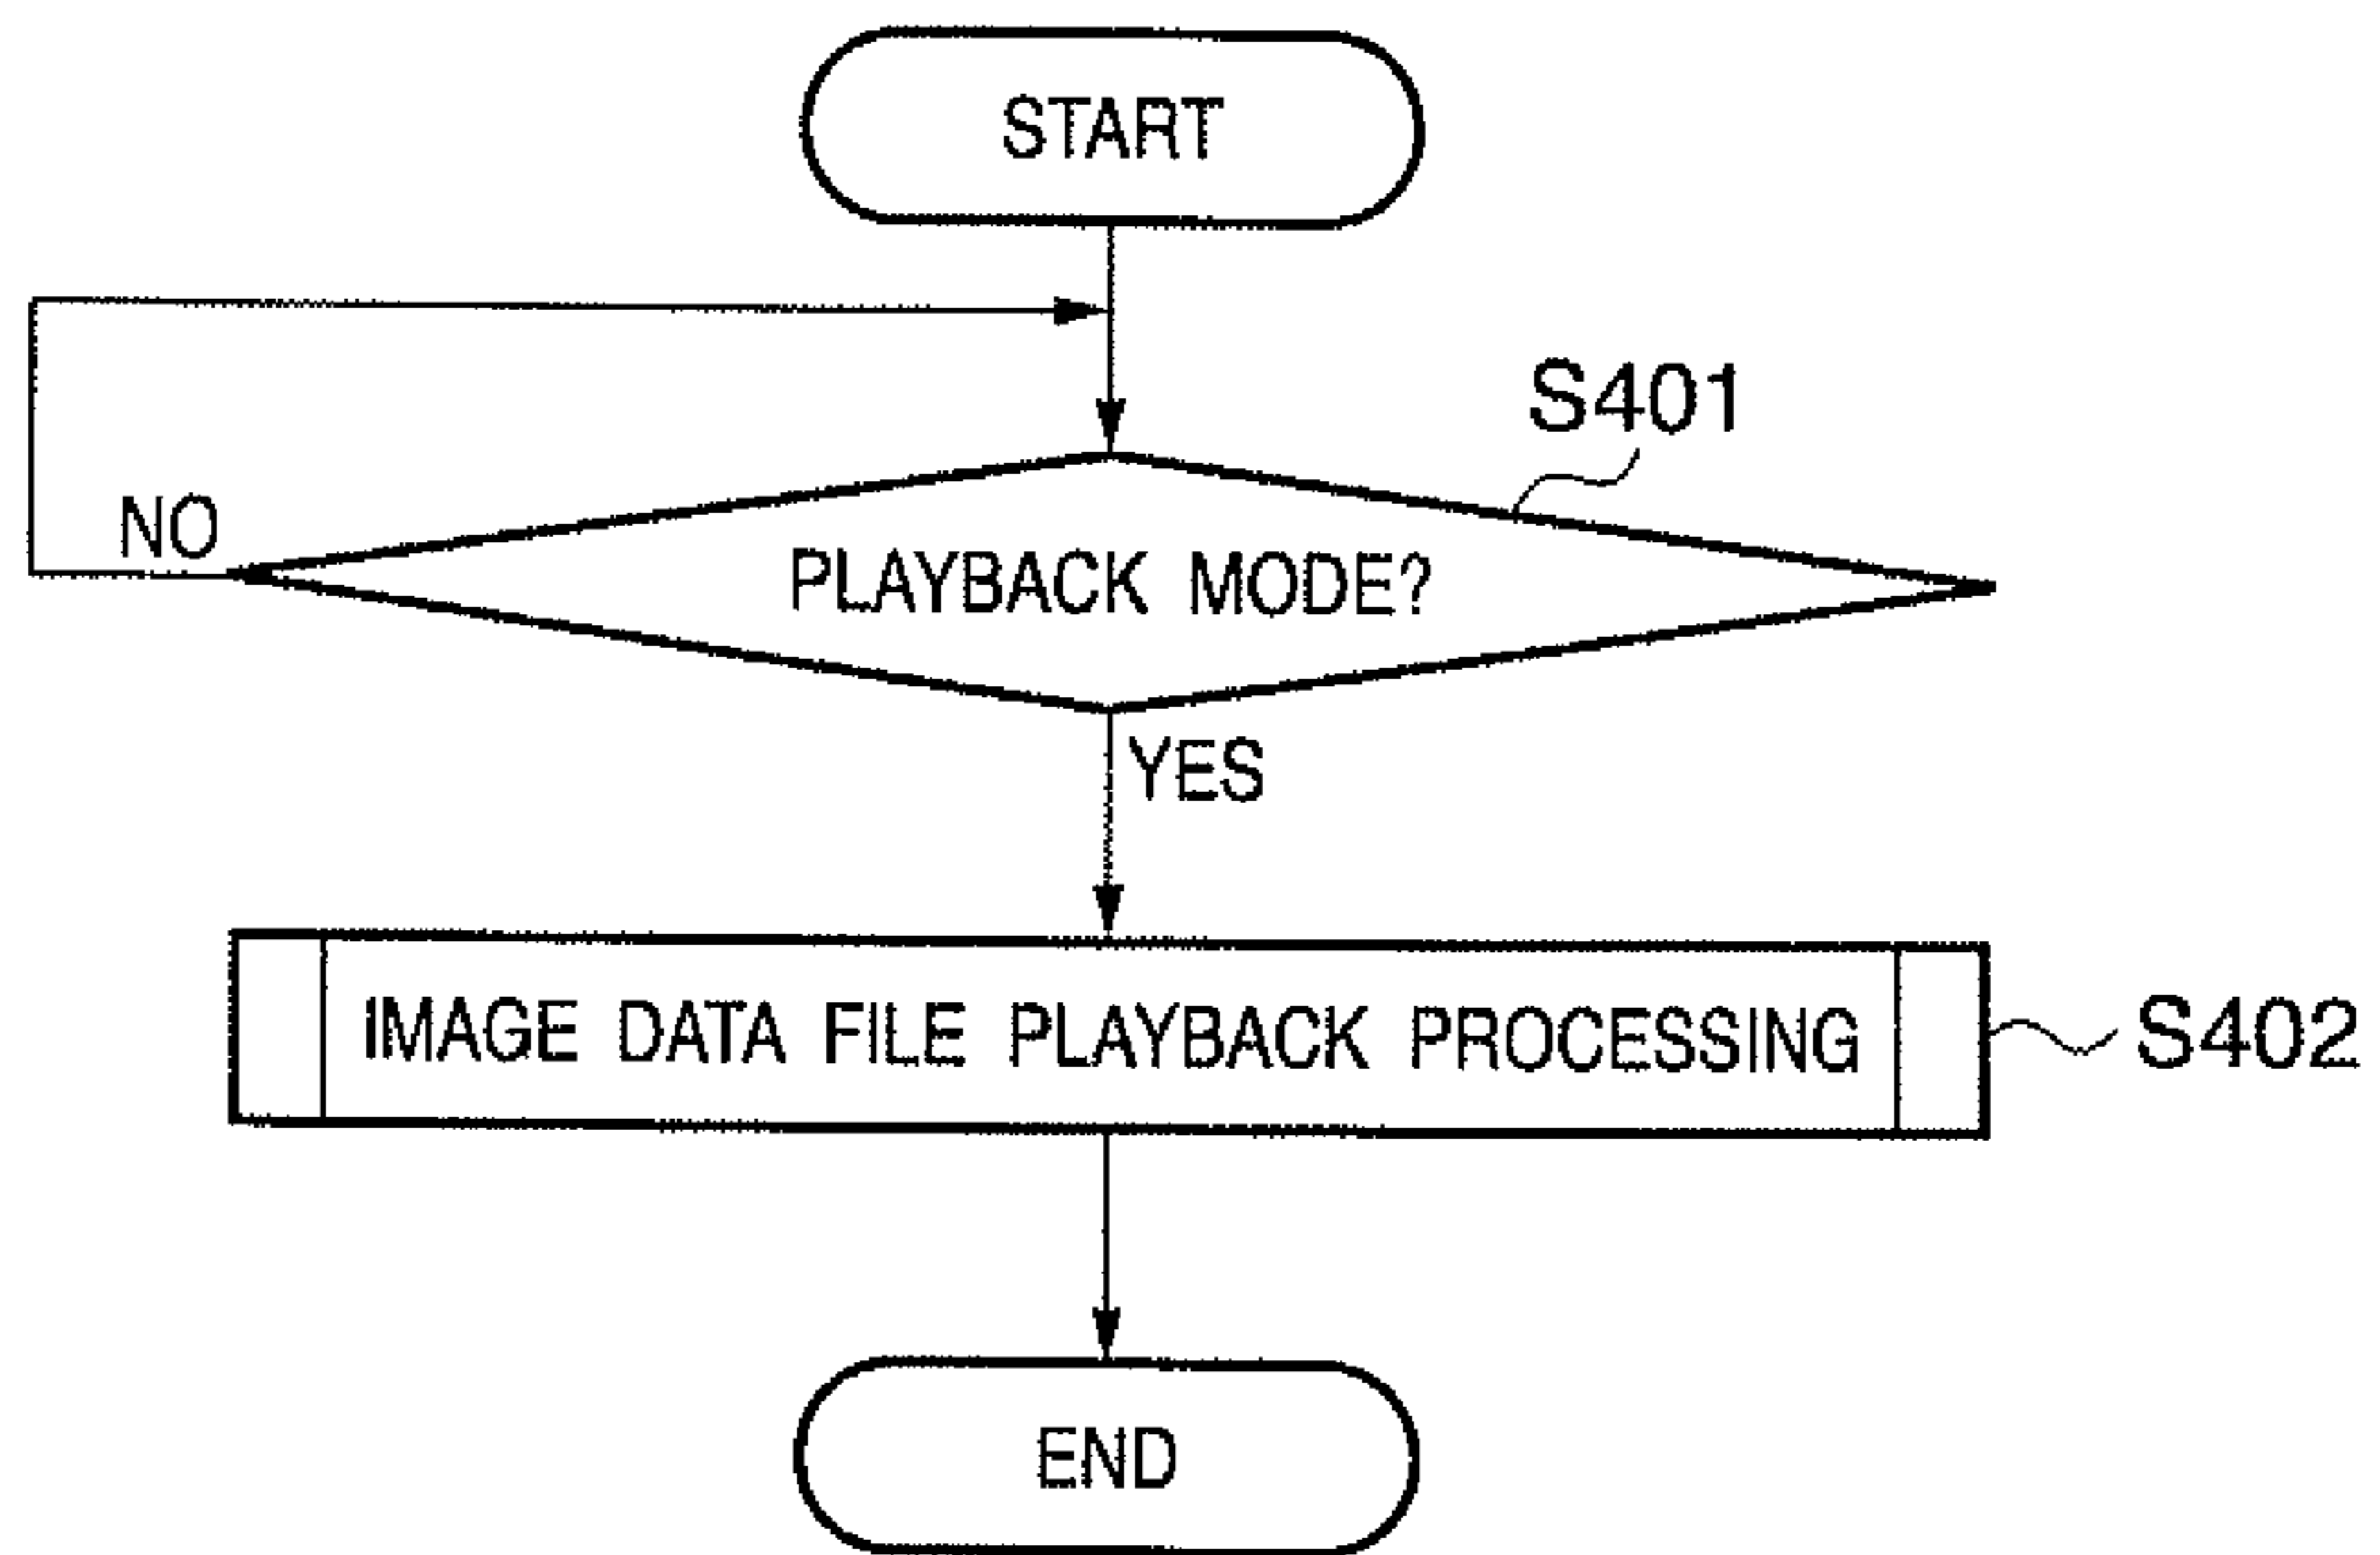 START
S401
NO
PLAYBACK MODE?
YES
IMAGE DATA FILE PLAYBACK PROCESSING
S402
END